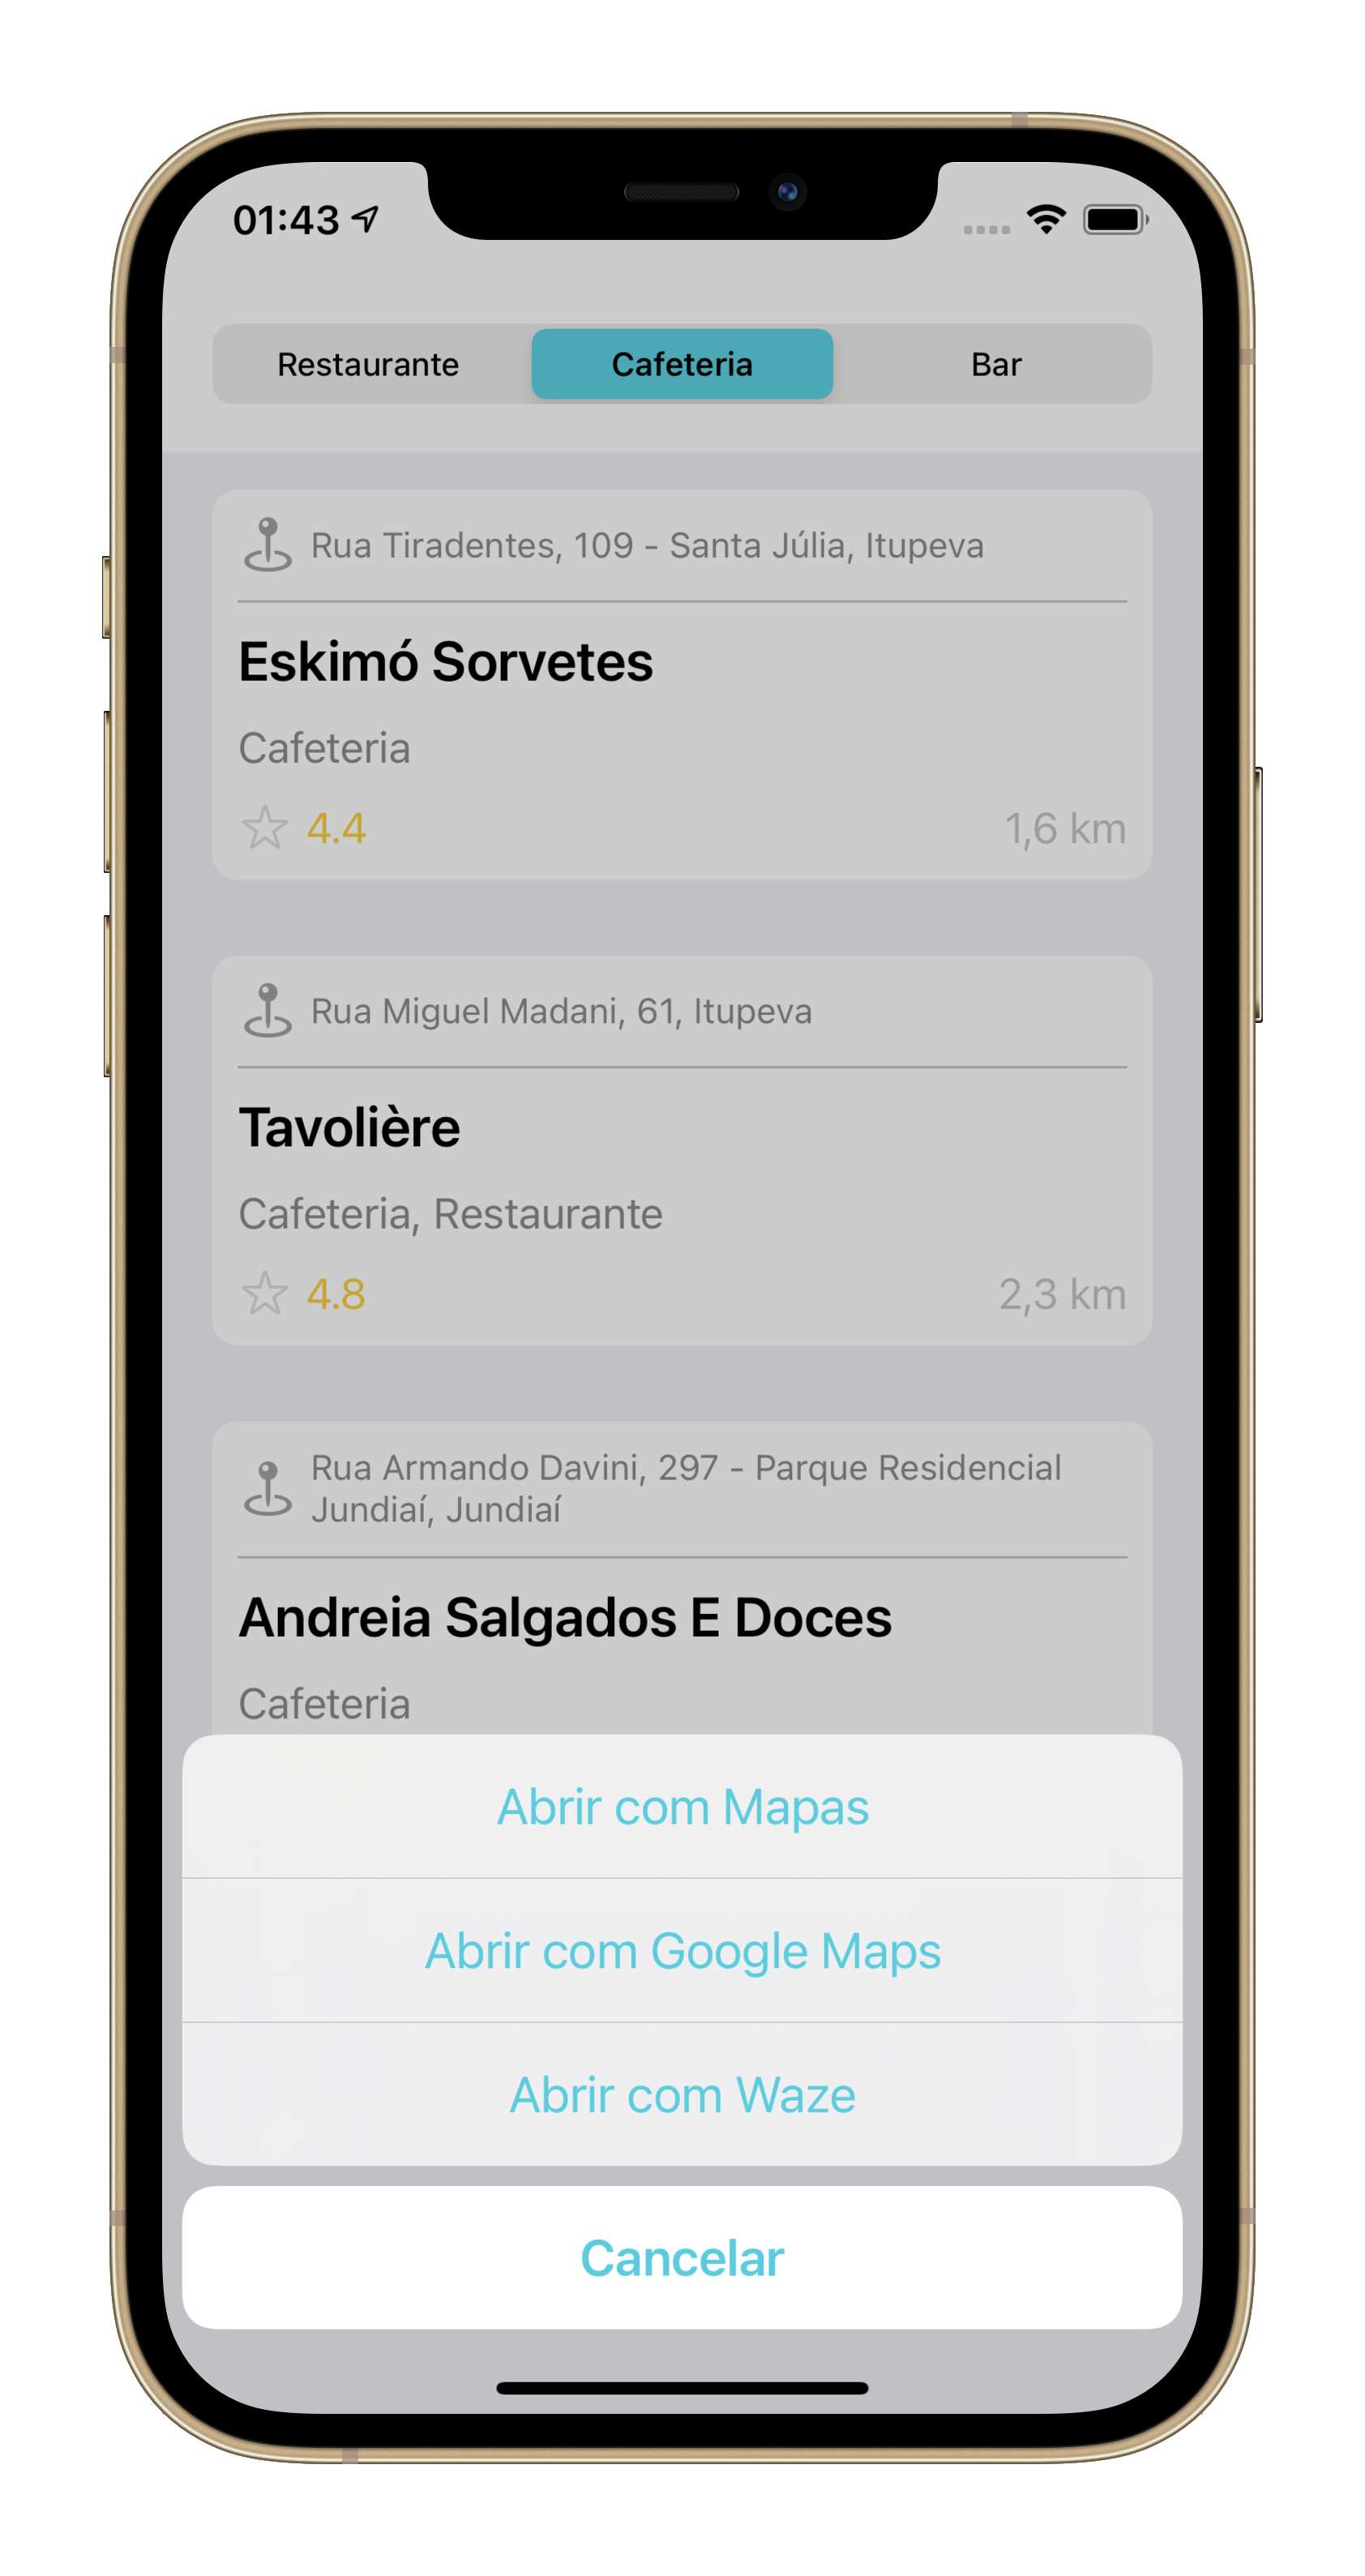 01:43
Restaurante Cafeteria Bar
Rua Tiradentes, 109 - Santa Júlia, Itupeva
Eskimó Sorvetes
Cafeteria
4.4 1,6 km
Rua Miguel Madani, 61, Itupeva
Tavolière
Cafeteria, Restaurante
4.8 2,3 km
Rua Armando Davini, 297 - Parque Residencial
Jundiaí, Jundiaí
Andreia Salgados E Doces
Cafeteria
Abrir com Mapas
Abrir com Google Maps
Abrir com Waze
Cancelar